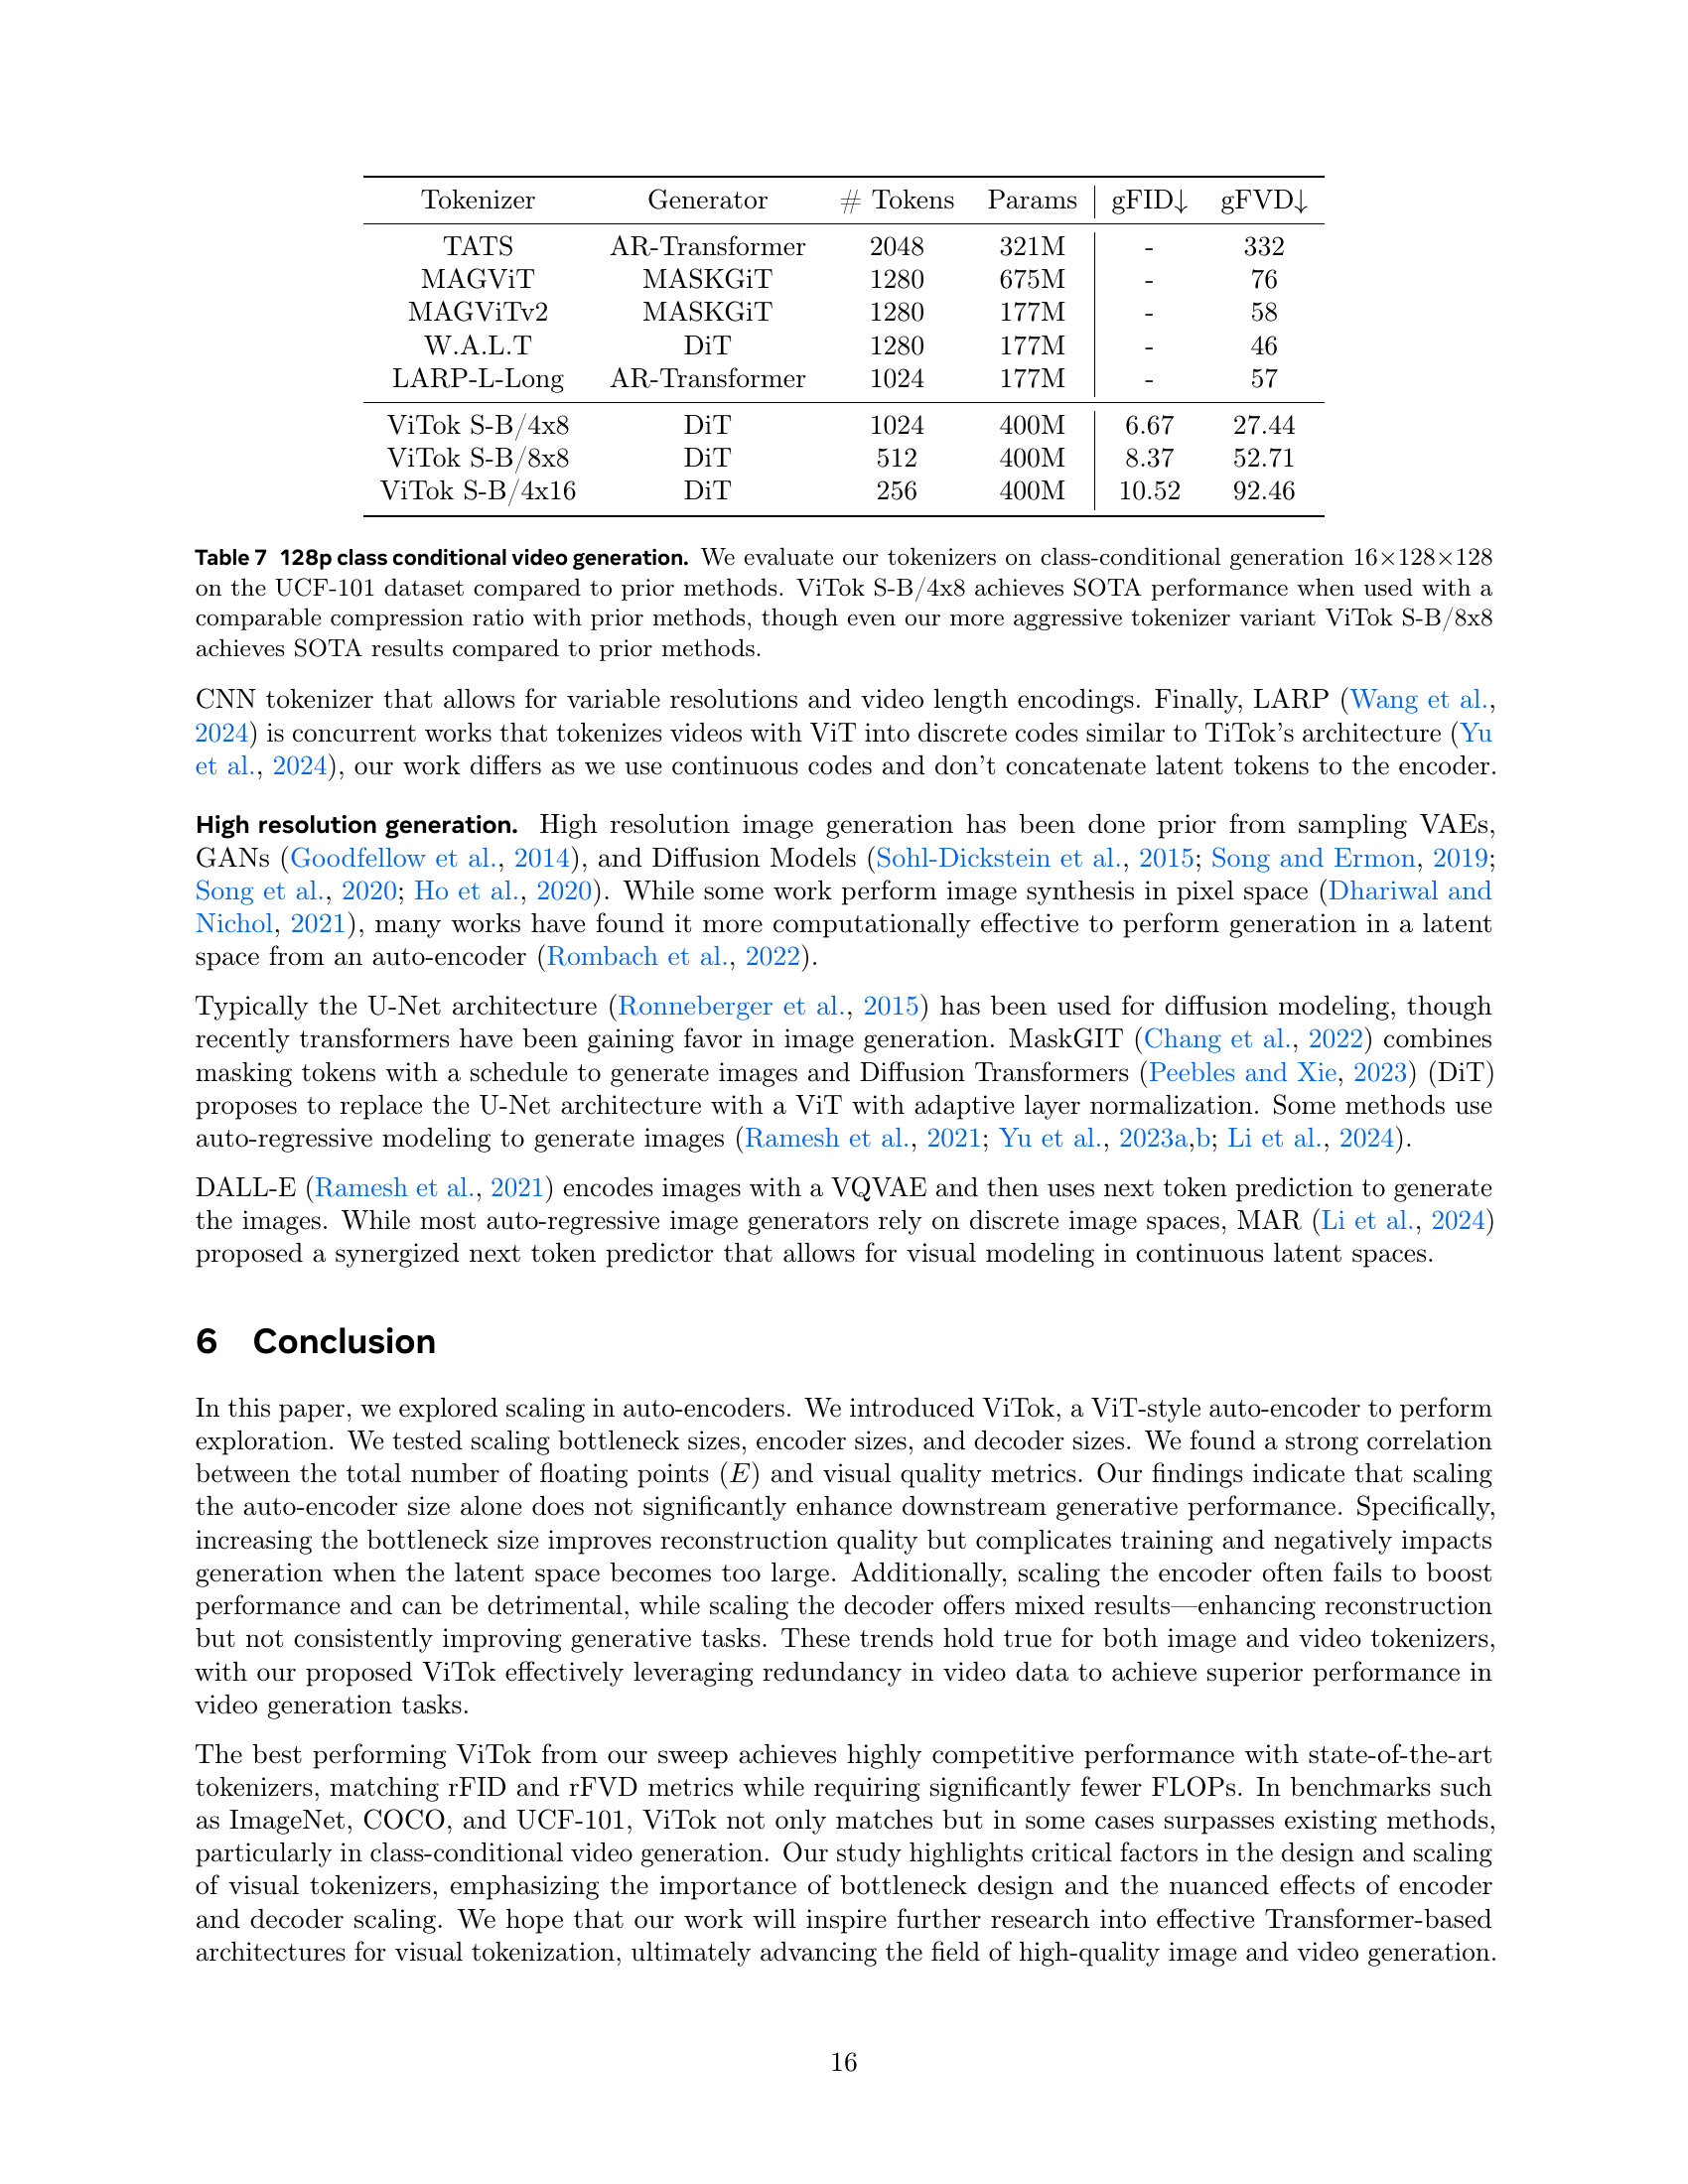 Tokenizer Generator # Tokens Params gFID↓ gFVD↓
TATS AR-Transformer 2048 321M - 332
MAGViT MASKGiT 1280 675M - 76
MAGViTv2 MASKGiT 1280 177M - 58
W.A.L.T DiT 1280 177M - 46
LARP-L-Long AR-Transformer 1024 177M - 57
ViTok S-B/4x8 DiT 1024 400M 6.67 27.44
ViTok S-B/8x8 DiT 512 400M 8.37 52.71
ViTok S-B/4x16 DiT 256 400M 10.52 92.46
Table 7 128p class conditional video generation. We evaluate our tokenizers on class-conditional generation 16×128×128
on the UCF-101 dataset compared to prior methods. ViTok S-B/4x8 achieves SOTA performance when used with a
comparable compression ratio with prior methods, though even our more aggressive tokenizer variant ViTok S-B/8x8
achieves SOTA results compared to prior methods.
CNN tokenizer that allows for variable resolutions and video length encodings. Finally, LARP (Wang et al.,
2024) is concurrent works that tokenizes videos with ViT into discrete codes similar to TiTok's architecture (Yu
et al., 2024), our work differs as we use continuous codes and don't concatenate latent tokens to the encoder.
High resolution generation. High resolution image generation has been done prior from sampling VAEs,
GANs (Goodfellow et al., 2014), and Diffusion Models (Sohl-Dickstein et al., 2015; Song and Ermon, 2019;
Song et al., 2020; Ho et al., 2020). While some work perform image synthesis in pixel space (Dhariwal and
Nichol, 2021), many works have found it more computationally effective to perform generation in a latent
space from an auto-encoder (Rombach et al., 2022).
Typically the U-Net architecture (Ronneberger et al., 2015) has been used for diffusion modeling, though
recently transformers have been gaining favor in image generation. MaskGIT (Chang et al., 2022) combines
masking tokens with a schedule to generate images and Diffusion Transformers (Peebles and Xie, 2023) (DiT)
proposes to replace the U-Net architecture with a ViT with adaptive layer normalization. Some methods use
auto-regressive modeling to generate images (Ramesh et al., 2021; Yu et al., 2023a,b; Li et al., 2024).
DALL-E (Ramesh et al., 2021) encodes images with a VQVAE and then uses next token prediction to generate
the images. While most auto-regressive image generators rely on discrete image spaces, MAR (Li et al., 2024)
proposed a synergized next token predictor that allows for visual modeling in continuous latent spaces.
6 Conclusion
In this paper, we explored scaling in auto-encoders. We introduced ViTok, a ViT-style auto-encoder to perform
exploration. We tested scaling bottleneck sizes, encoder sizes, and decoder sizes. We found a strong correlation
between the total number of floating points (E) and visual quality metrics. Our findings indicate that scaling
the auto-encoder size alone does not significantly enhance downstream generative performance. Specifically,
increasing the bottleneck size improves reconstruction quality but complicates training and negatively impacts
generation when the latent space becomes too large. Additionally, scaling the encoder often fails to boost
performance and can be detrimental, while scaling the decoder offers mixed results—enhancing reconstruction
but not consistently improving generative tasks. These trends hold true for both image and video tokenizers,
with our proposed ViTok effectively leveraging redundancy in video data to achieve superior performance in
video generation tasks.
The best performing ViTok from our sweep achieves highly competitive performance with state-of-the-art
tokenizers, matching rFID and rFVD metrics while requiring significantly fewer FLOPs. In benchmarks such
as ImageNet, COCO, and UCF-101, ViTok not only matches but in some cases surpasses existing methods,
particularly in class-conditional video generation. Our study highlights critical factors in the design and scaling
of visual tokenizers, emphasizing the importance of bottleneck design and the nuanced effects of encoder
and decoder scaling. We hope that our work will inspire further research into effective Transformer-based
architectures for visual tokenization, ultimately advancing the field of high-quality image and video generation.
16